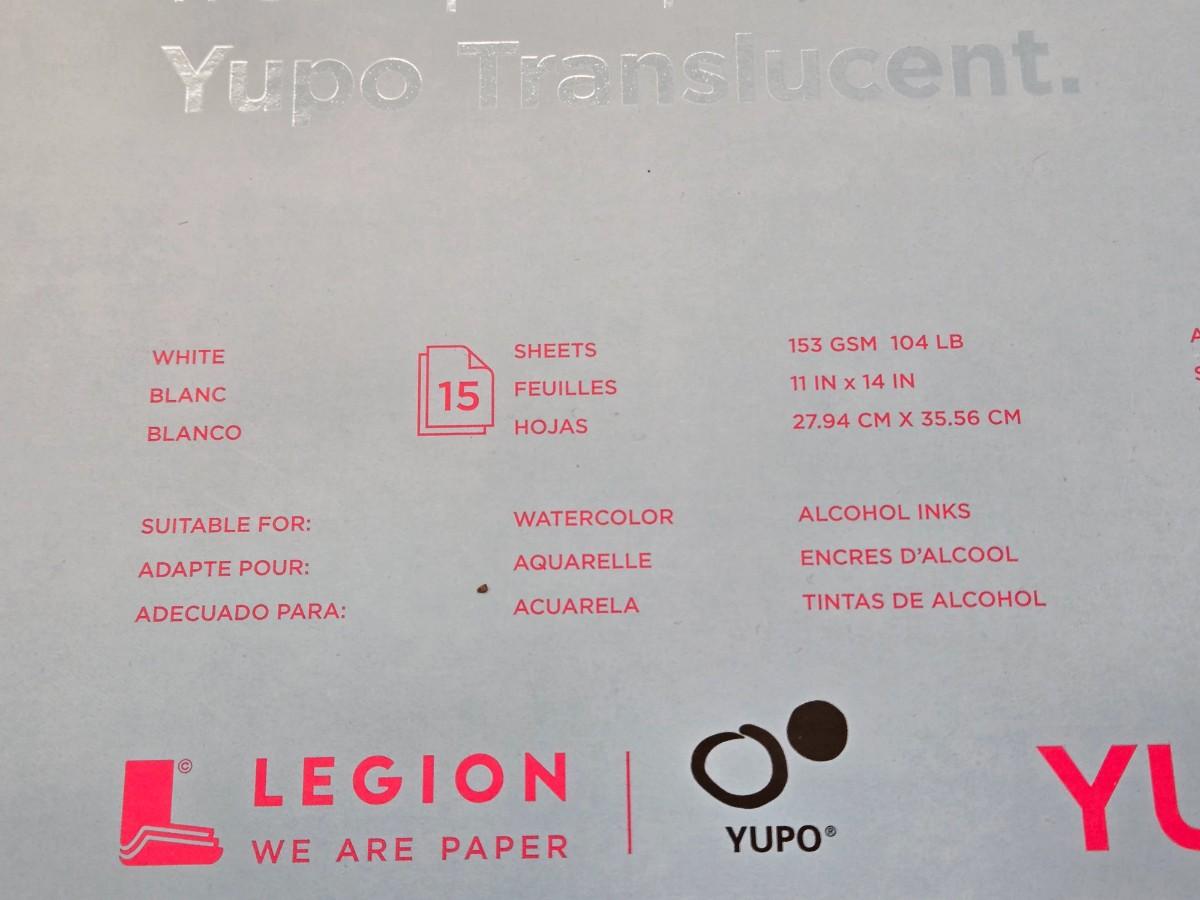 Yupo Translucent.
WHITE
BLANC
BLANCO
15
SHEETS
FEUILLES
HOJAS
153 GSM 104 LB
11 IN x 14 IN
27.94 CM X 35.56 CM
SUITABLE FOR:
ADAPTE POUR:
ADECUADO PARA:
WATERCOLOR
AQUARELLE
ACUARELA
ALCOHOL INKS
ENCRES D’ALCOOL
TINTAS DE ALCOHOL
©
LEGION
WE ARE PAPER
YUPO®
YU